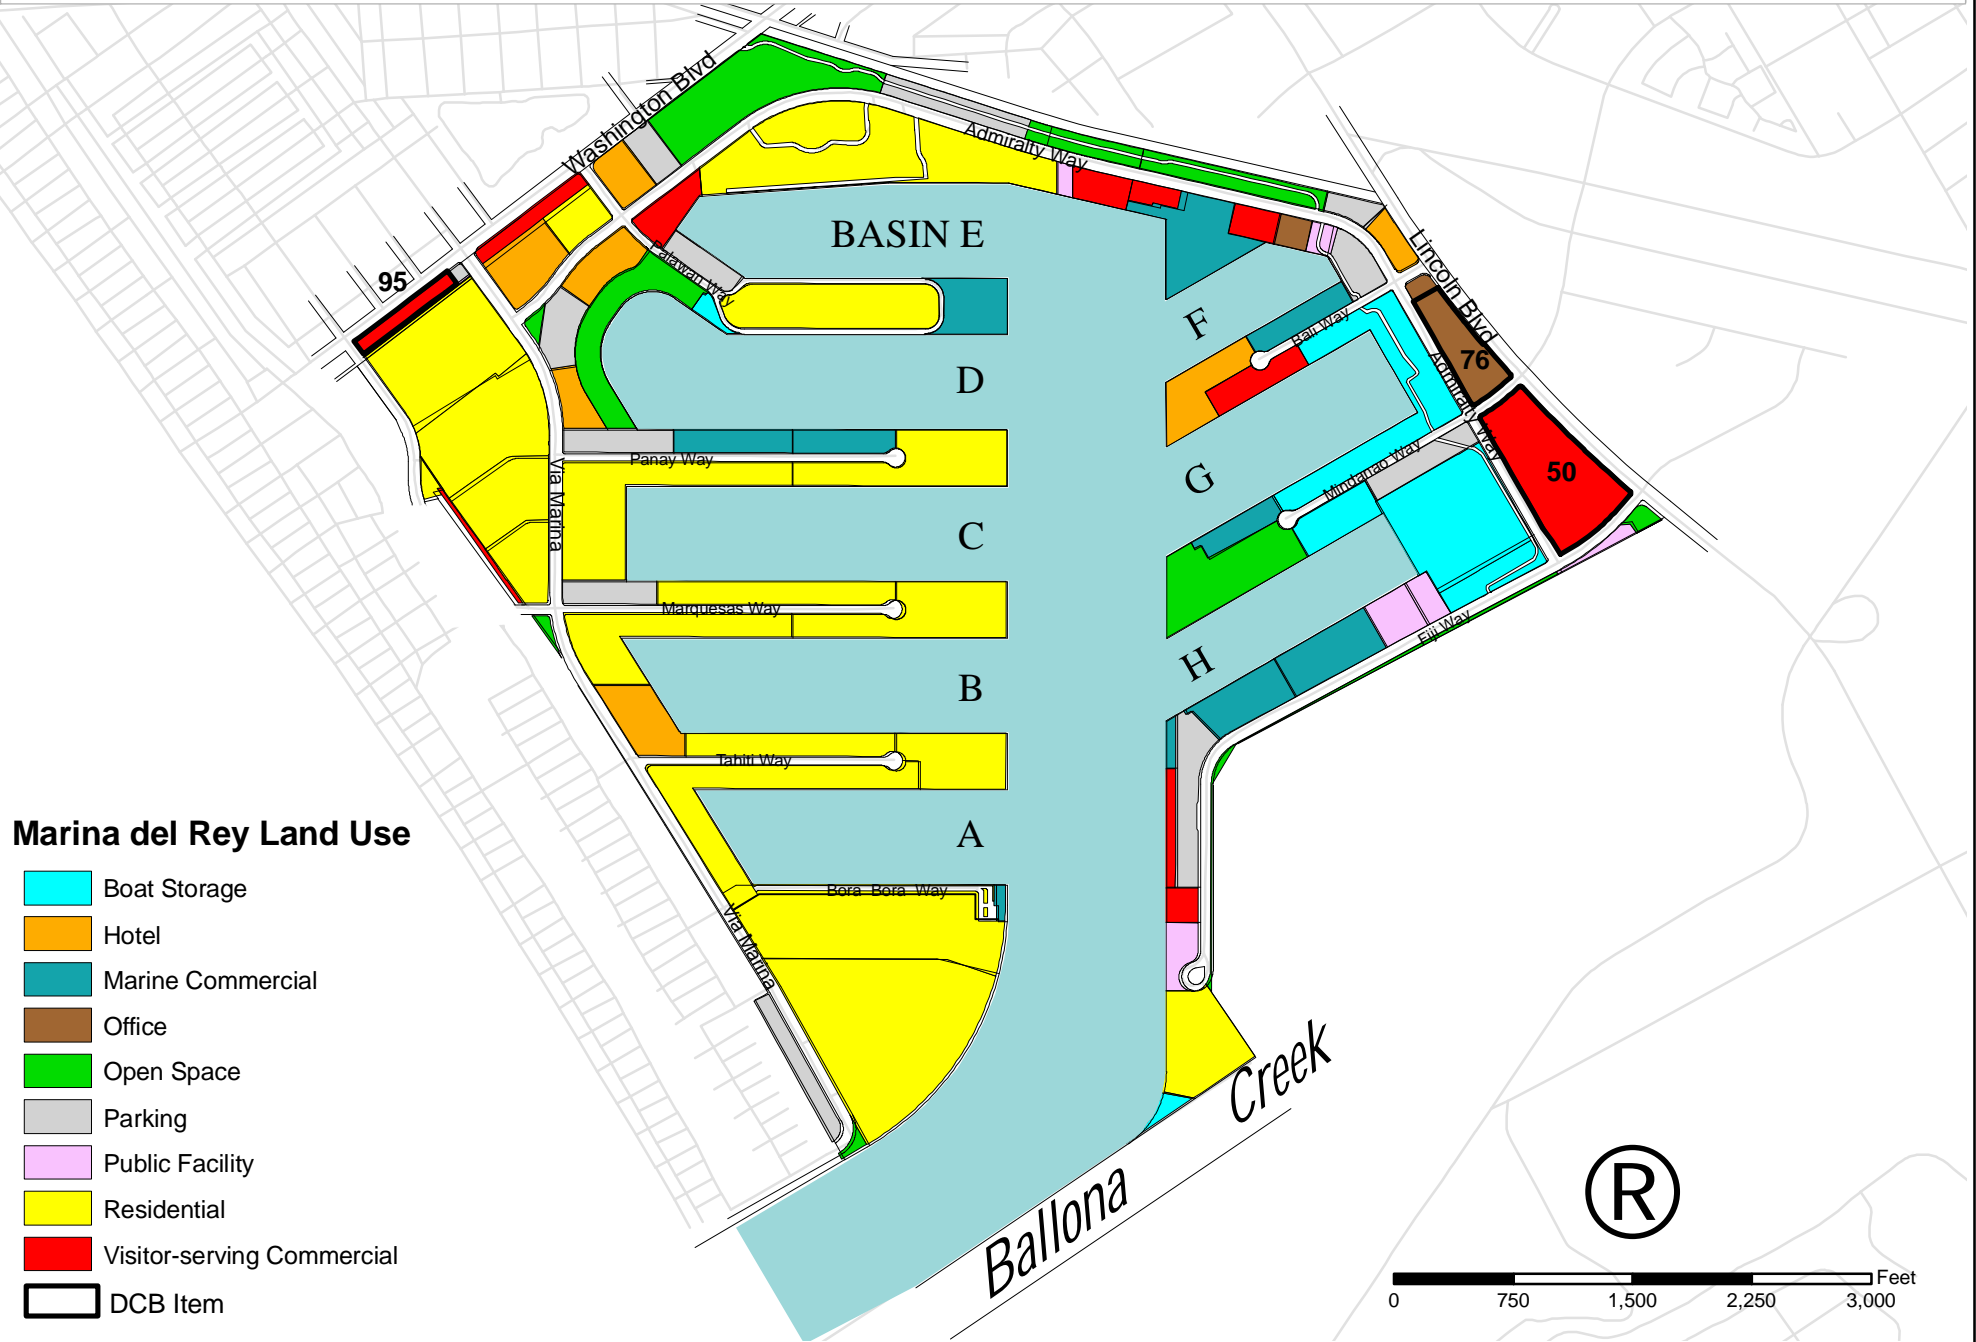 Washington Blvd
Admiralty Way
BASIN E
Palawan Way
95
Lincoln Blvd
F
Bali Way
76
Admiralty Way
D
50
Panay Way
Mindanao Way
G
Via Marina
C
Marquesas Way
Fiji Way
H
B
Tahiti Way
A
Bora Bora Way
Via Marina
Ballona Creek
Marina del Rey Land Use
Boat Storage
Hotel
Marine Commercial
Office
Open Space
Parking
Public Facility
Residential
Visitor-serving Commercial
DCB Item
®
Feet
0 750 1,500 2,250 3,000